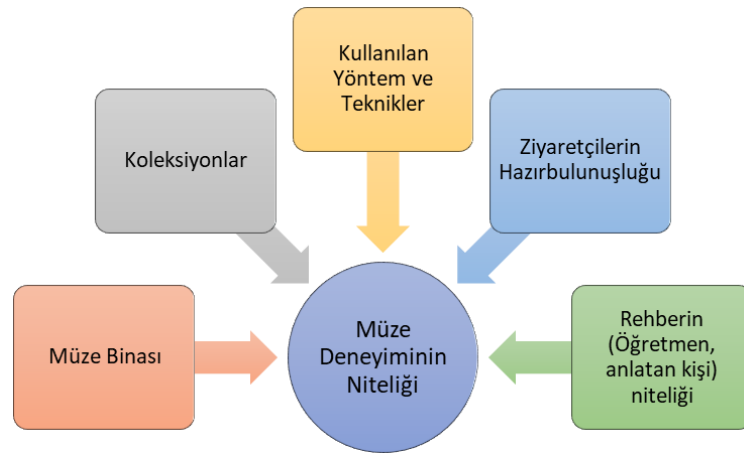 Kullanılan
Yöntem ve
Teknikler
Koleksiyonlar
Ziyaretçilerin
Hazırbulunuşluğu
Müze Binası
Müze
Deneyiminin
Niteliği
Rehberin
(Öğretmen,
anlatan kişi)
niteliği